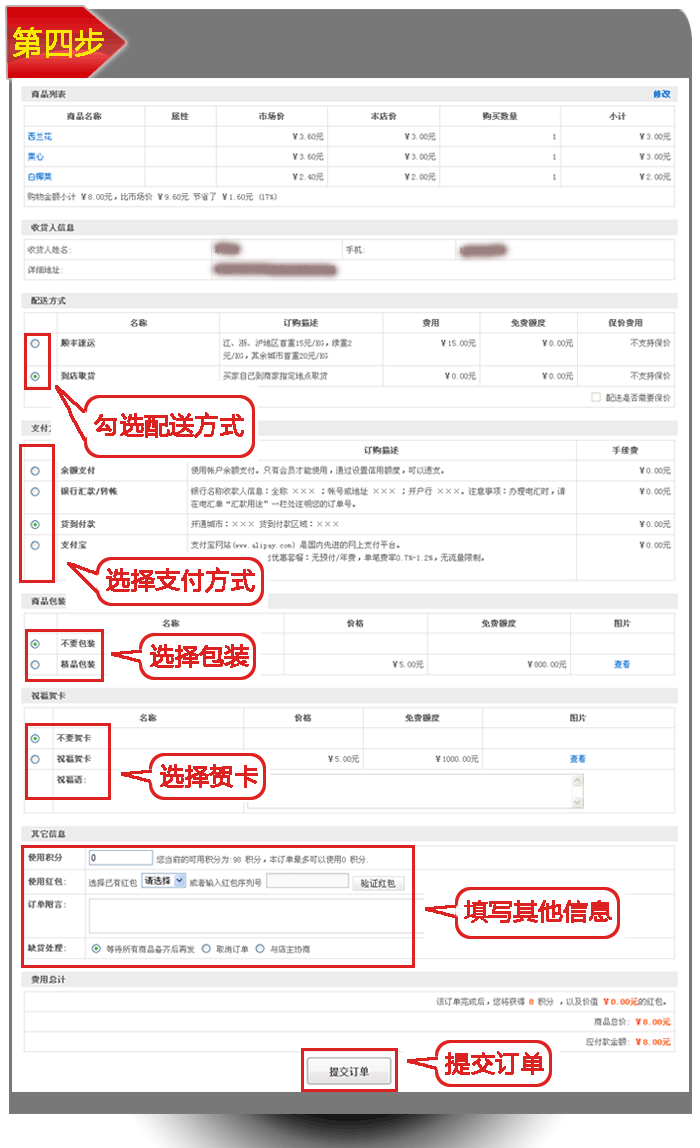 第四步
商品列表 修改
商品名称 属性 市场价 本店价 购买数量 小计
西兰花 ￥3.60元 ￥3.00元 1 ￥3.00元
菜心 ￥3.60元 ￥3.00元 1 ￥3.00元
白椰菜 ￥2.40元 ￥2.00元 1 ￥2.00元
购物金额小计 ￥8.00元，比市场价 ￥9.60元 节省了 ￥1.60元 (17%)
收货人信息
收货人姓名: 手机:
详细地址:
配送方式
名称 订购描述 费用 免费额度 保价费用
顺丰速运 江、浙、沪地区首重15元/KG，续重2 ￥15.00元 ￥0.00元 不支持保价
元/KG，其余城市首重20元/KG
到店取货 买家自己到商家指定地点取货 ￥0.00元 ￥0.00元 不支持保价
配送是否需要保价
勾选配送方式
支付
订购描述 手续费
余额支付 使用帐户余额支付。只有会员才能使用，通过设置信用额度，可以透支。 ￥0.00元
银行汇款/转帐 银行名称收款人信息：全称 ××× ；帐号或地址 ××× ；开户行 ×××。注意事项：办理电汇时，请 ￥0.00元
在电汇单“汇款用途”一栏处注明您的订单号。
货到付款 开通城市：××× 货到付款区域：××× ￥0.00元
支付宝 支付宝网站(www.alipay.com) 是国内先进的网上支付平台。 ￥0.00元
优惠套餐：无预付/年费，单笔费率0.7%-1.2%，无流量限制。
选择支付方式
商品包装
名称 价格 免费额度 图片
不要包装
精品包装 ￥5.00元 ￥800.00元 查看
选择包装
祝福贺卡
名称 价格 免费额度 图片
不要贺卡
祝福贺卡 ￥5.00元 ￥1000.00元 查看
祝福语:
选择贺卡
其它信息
使用积分 0 您当前的可用积分为:98 积分，本订单最多可以使用0 积分.
使用红包: 选择已有红包 请选择 或者输入红包序列号 验证红包
订单附言:
填写其他信息
缺货处理: 等待所有商品备齐后再发 取消订单 与店主协商
费用总计
该订单完成后，您将获得 8 积分 ，以及价值 ￥0.00元的红包。
商品总价: ￥8.00元
应付款金额: ￥8.00元
提交订单
提交订单